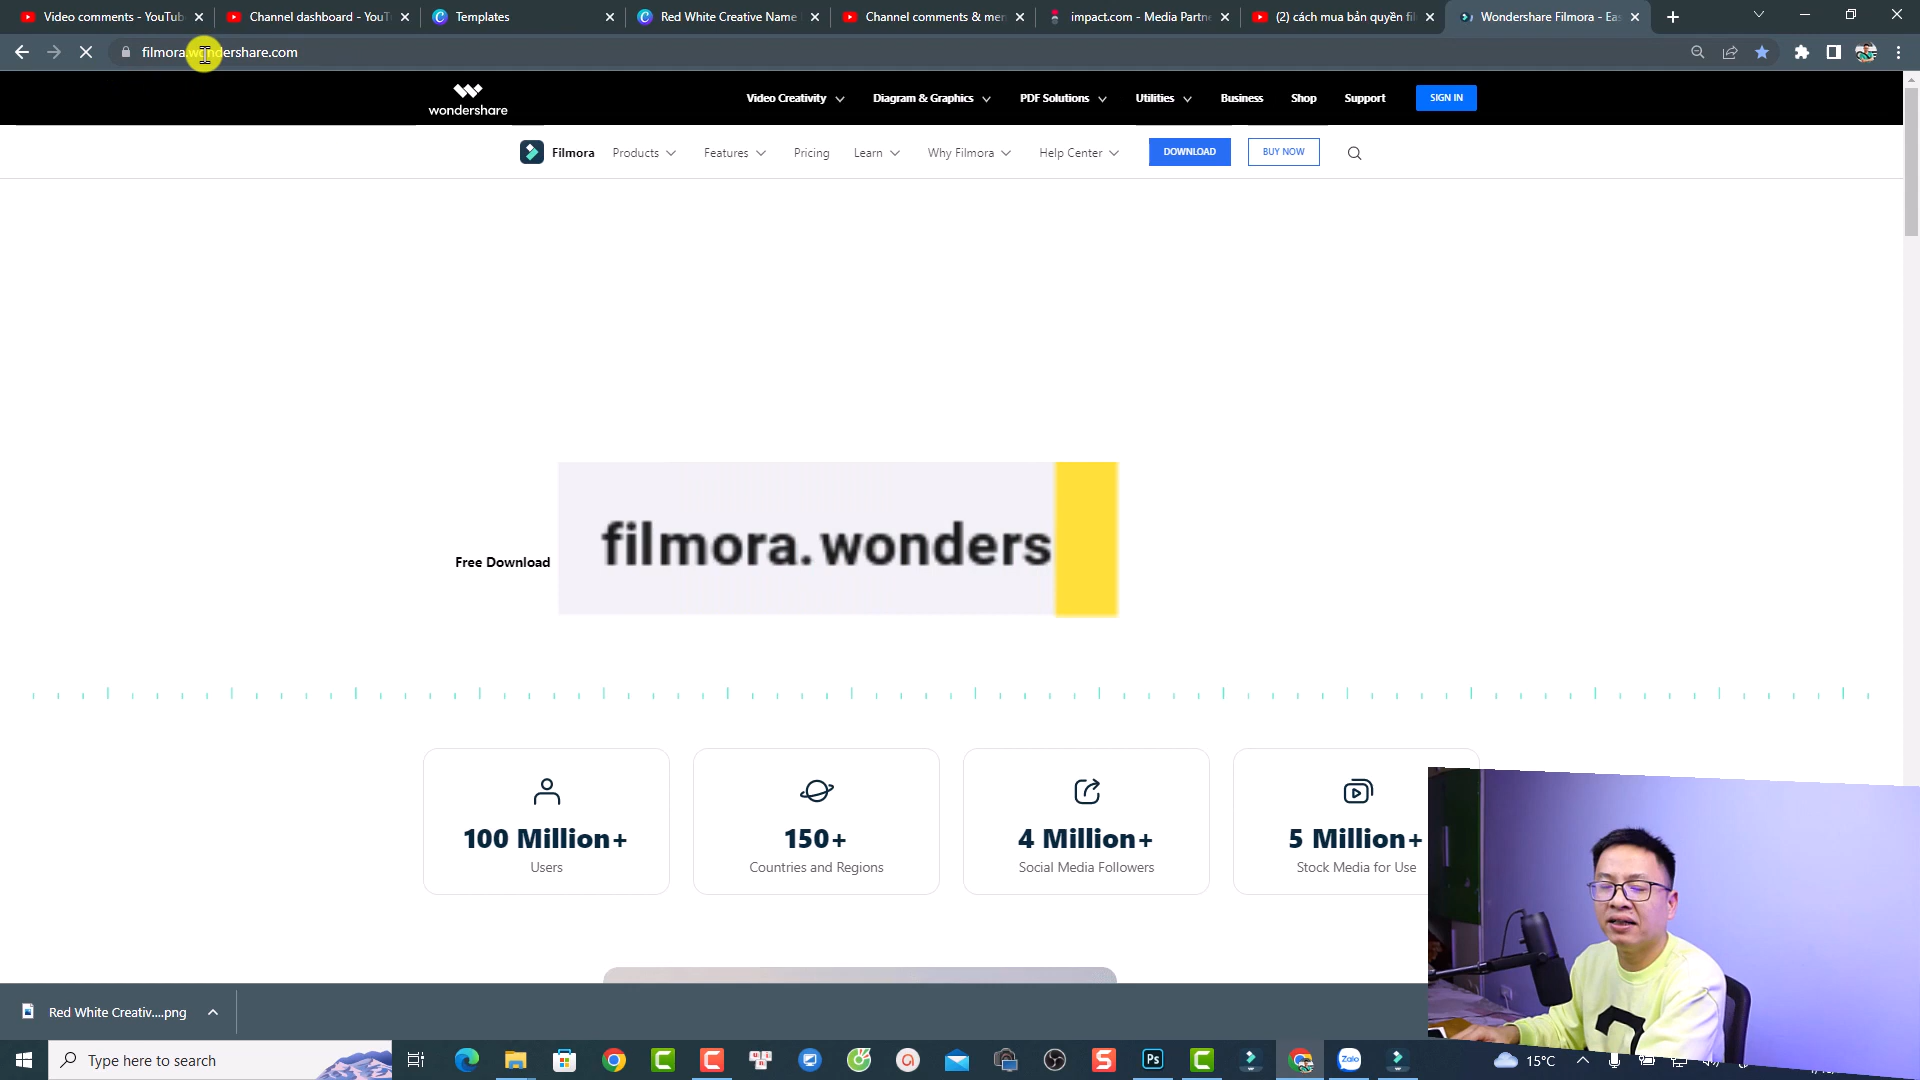 Video comments - YouTub
Channel dashboard - YouT
Templates
Red White Creative Name
Channel comments & mer
impact.com - Media Partne
(2) cách mua bản quyền fil
Wondershare Filmora - Eas
filmora.wondershare.com
wondershare
Video Creativity
Diagram & Graphics
PDF Solutions
Utilities
Business
Shop
Support
SIGN IN
Filmora
Products
Features
Pricing
Learn
Why Filmora
Help Center
DOWNLOAD
BUY NOW
filmora.wonders
Free Download
100 Million+
Users
150+
Countries and Regions
4 Million+
Social Media Followers
5 Million+
Stock Media for Use
Red White Creativ....png
Type here to search
Ps
Zalo
15°C